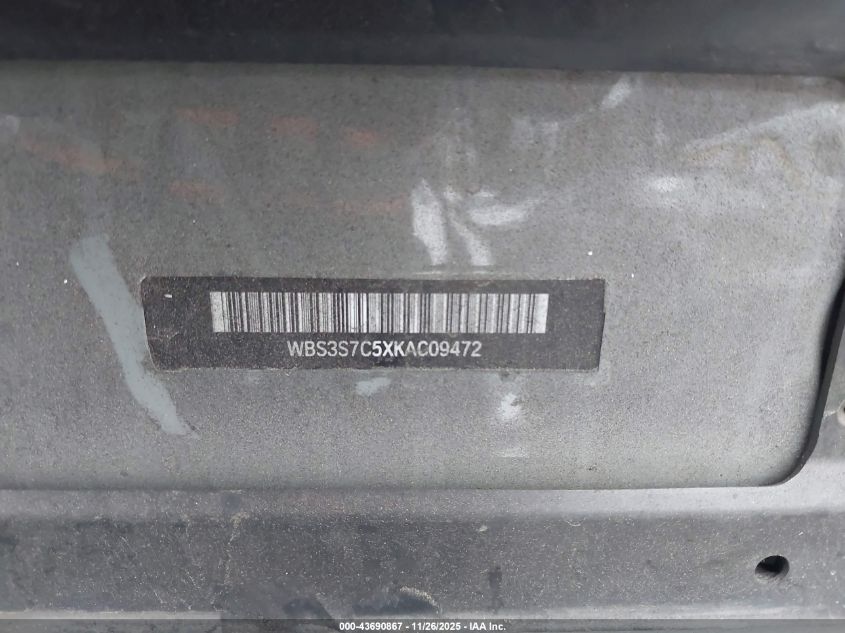 WBS3S7C5XKAC09472
000-43690867 - 11/26/2025 - IAA Inc.